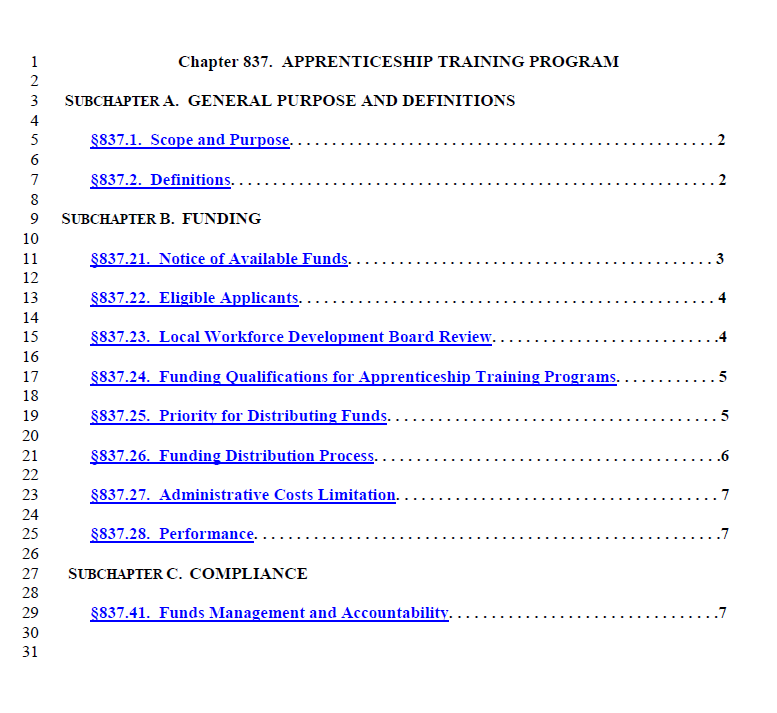 1 Chapter 837. APPRENTICESHIP TRAINING PROGRAM
2
3 SUBCHAPTER A. GENERAL PURPOSE AND DEFINITIONS
4
5 §837.1. Scope and Purpose. . . . . . . . . . . . . . . . . . . . . . . . . . . . . . . . . . . . . . . . . . . . . . . . . . . 2
6
7 §837.2. Definitions. . . . . . . . . . . . . . . . . . . . . . . . . . . . . . . . . . . . . . . . . . . . . . . . . . . . . . . . . . 2
8
9 SUBCHAPTER B. FUNDING
10
11 §837.21. Notice of Available Funds. . . . . . . . . . . . . . . . . . . . . . . . . . . . . . . . . . . . . . . . . . . . 3
12
13 §837.22. Eligible Applicants. . . . . . . . . . . . . . . . . . . . . . . . . . . . . . . . . . . . . . . . . . . . . . . . . . 4
14
15 §837.23. Local Workforce Development Board Review. . . . . . . . . . . . . . . . . . . . . . . . . . .4
16
17 §837.24. Funding Qualifications for Apprenticeship Training Programs. . . . . . . . . . . . 5
18
19 §837.25. Priority for Distributing Funds. . . . . . . . . . . . . . . . . . . . . . . . . . . . . . . . . . . . . . . . 5
20
21 §837.26. Funding Distribution Process. . . . . . . . . . . . . . . . . . . . . . . . . . . . . . . . . . . . . . . . .6
22
23 §837.27. Administrative Costs Limitation. . . . . . . . . . . . . . . . . . . . . . . . . . . . . . . . . . . . . . 7
24
25 §837.28. Performance. . . . . . . . . . . . . . . . . . . . . . . . . . . . . . . . . . . . . . . . . . . . . . . . . . . . . . .7
26
27 SUBCHAPTER C. COMPLIANCE
28
29 §837.41. Funds Management and Accountability. . . . . . . . . . . . . . . . . . . . . . . . . . . . . . . .7
30
31